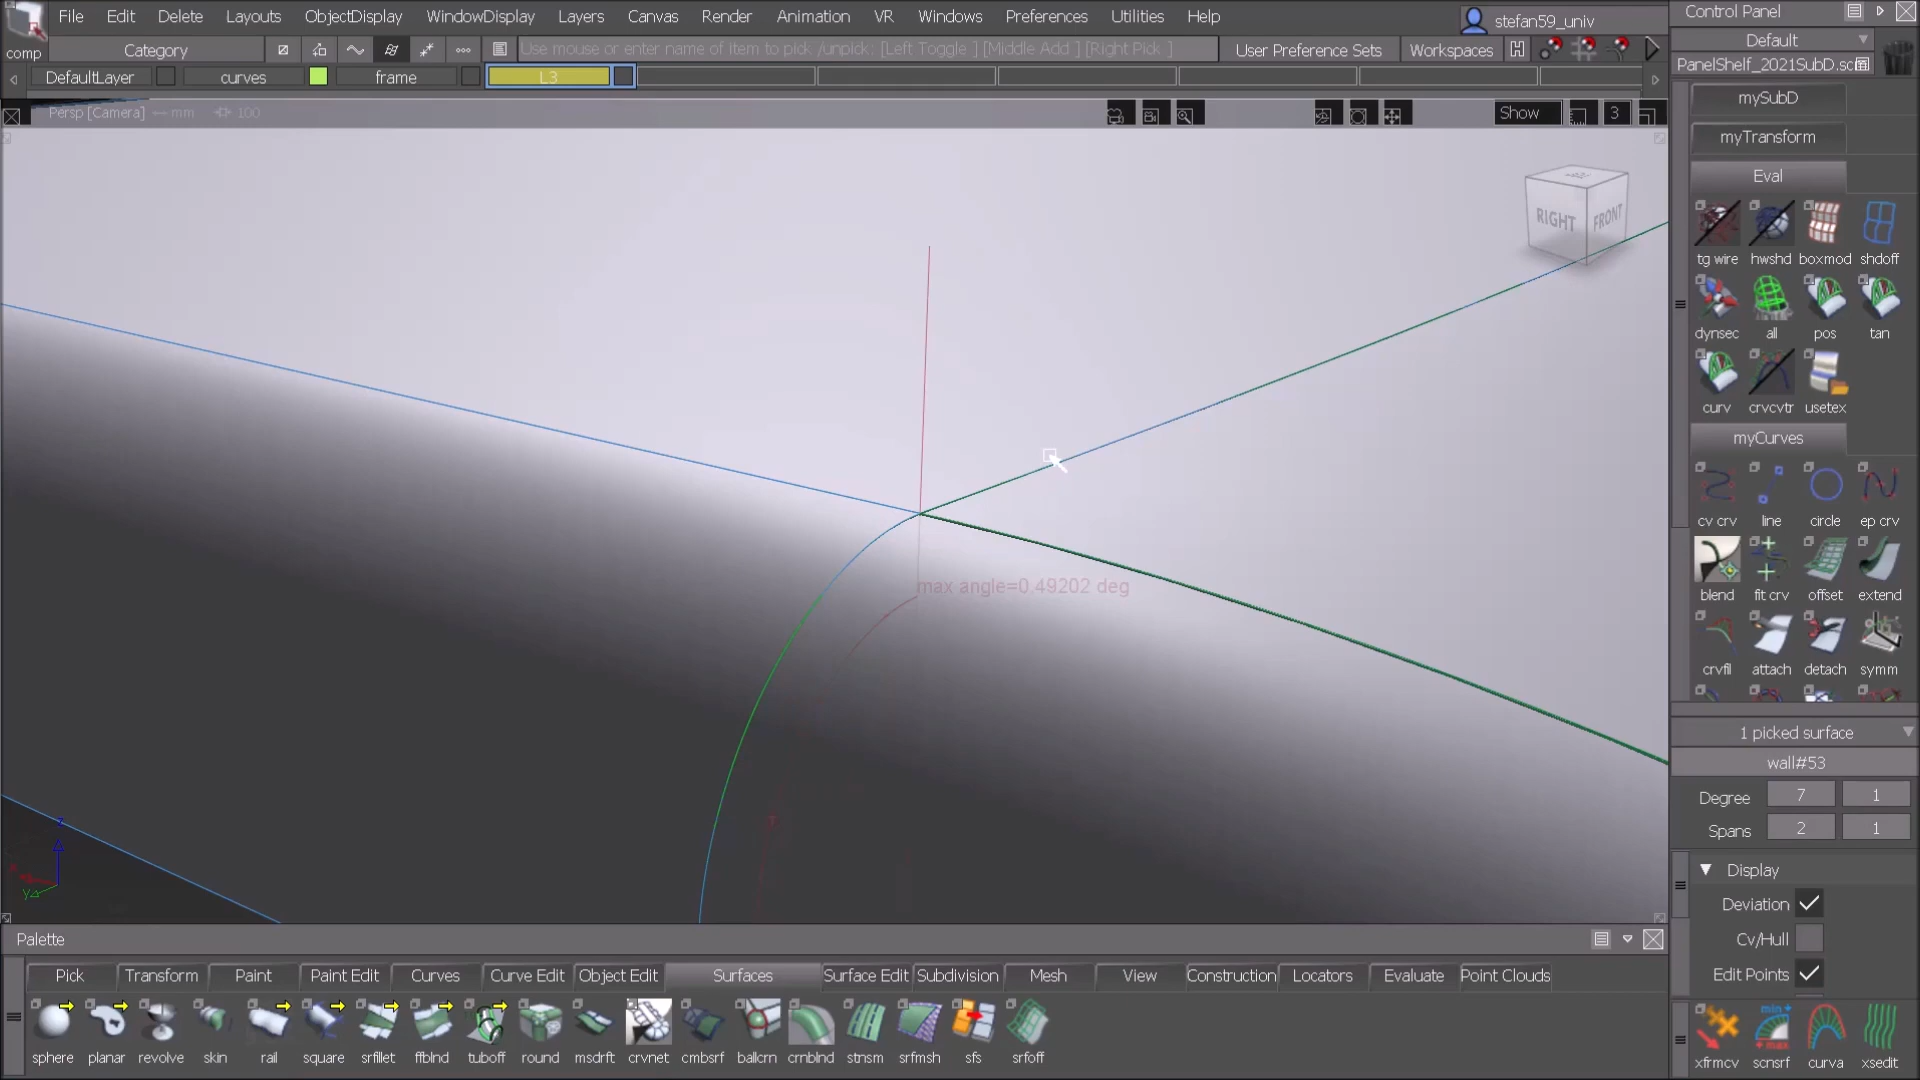 File Edit Delete Layouts ObjectDisplay WindowDisplay Layers Canvas Render Animation VR Windows Preferences Utilities Help
stefan59_univ
Control Panel
comp
Category
Use mouse or enter name of item to pick /unpick: [Left Toggle ] [Middle Add ] [Right Pick ]
User Preference Sets
Workspaces
Default
PanelShelf_2021SubD.sc
DefaultLayer
curves
frame
L3
Persp [Camera] mm 100
Show
3
mySubD
myTransform
Eval
RIGHT
FRONT
tg wire
hwshd
boxmod
shdoff
dynsec
all
pos
tan
curv
crvcvtr
usetex
myCurves
cv crv
line
circle
ep crv
blend
fit crv
offset
extend
max angle=0.49202 deg
crvfil
attach
detach
symm
1 picked surface
wall#53
Degree 7 1
Spans 2 1
Display
Deviation
Cv/Hull
Edit Points
z
x
y
T
Palette
Pick Transform Paint Paint Edit Curves Curve Edit Object Edit Surfaces Surface Edit Subdivision Mesh View Construction Locators Evaluate Point Clouds
sphere planar revolve skin rail square srfillet ffblnd tuboff round msdrft crvnet cmbsrf ballcrn crnblnd stnsm srfmsh sfs srfoff
min+
+max
xfrmcv scnsrf curva xsedit